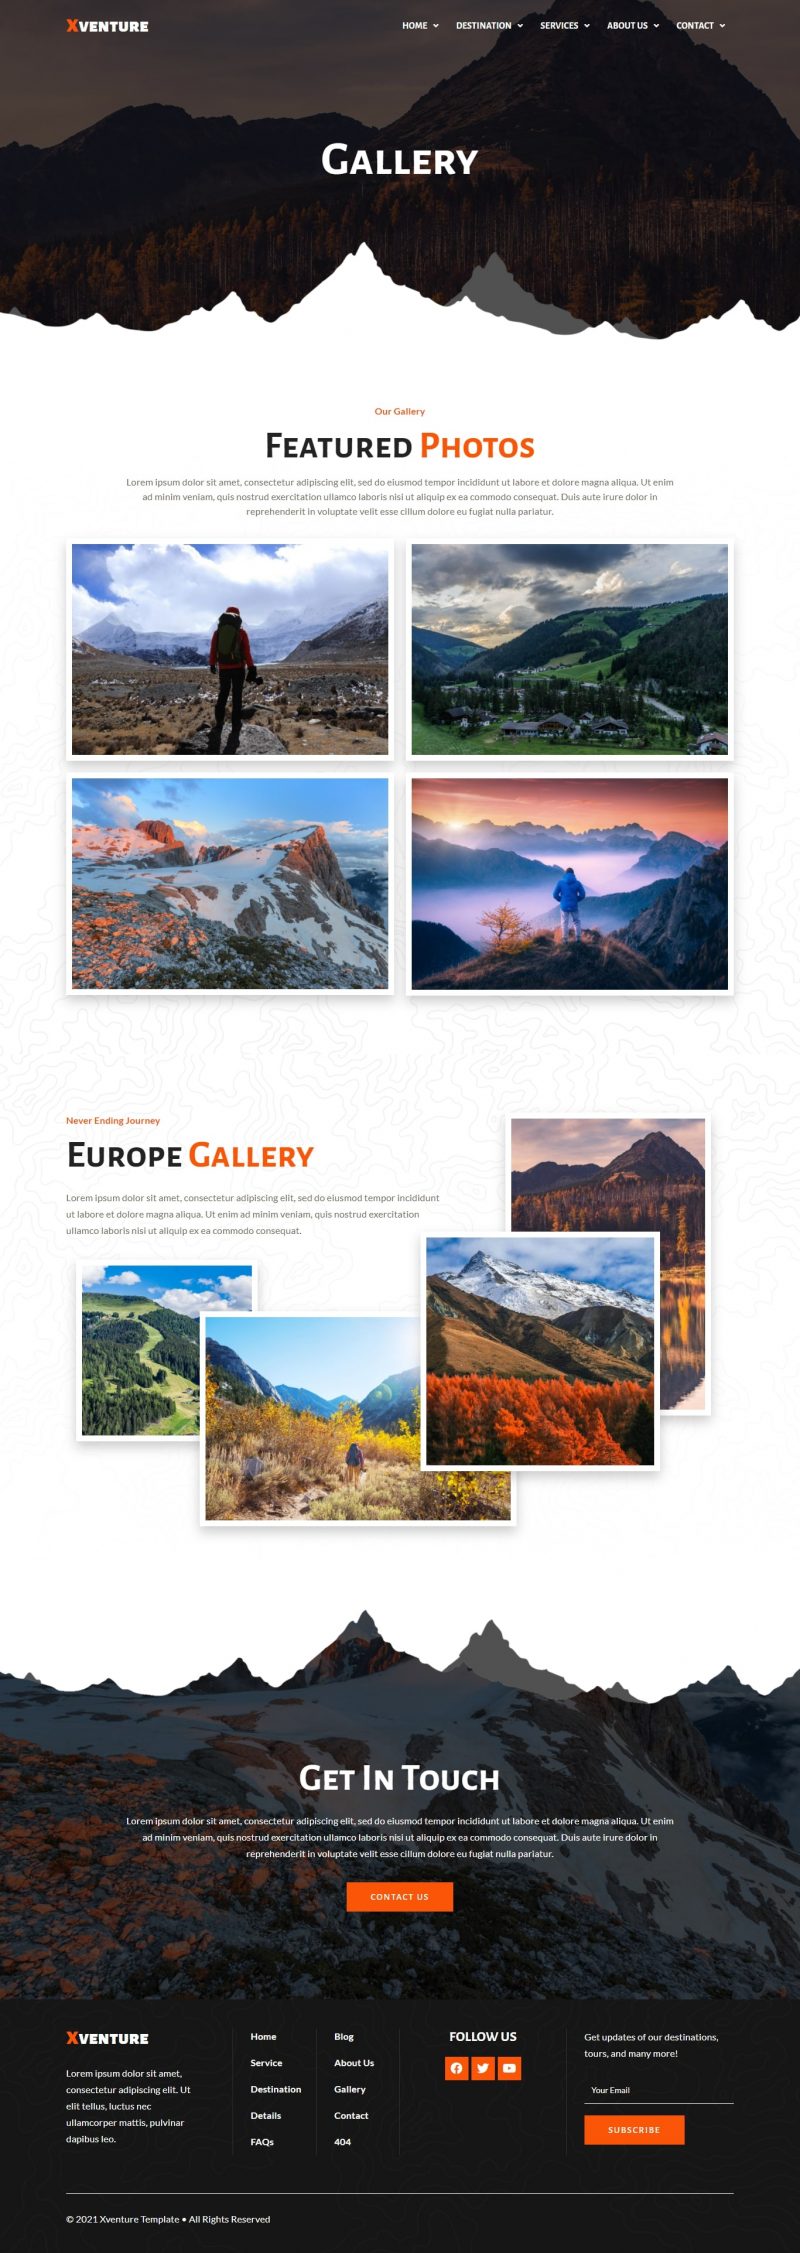 XVENTURE
HOME DESTINATION SERVICES ABOUT US CONTACT
GALLERY
Our Gallery
FEATURED PHOTOS
Lorem ipsum dolor sit amet, consectetur adipiscing elit, sed do eiusmod tempor incididunt ut labore et dolore magna aliqua. Ut enim
ad minim veniam, quis nostrud exercitation ullamco laboris nisi ut aliquip ex ea commodo consequat. Duis aute irure dolor in
reprehenderit in voluptate velit esse cillum dolore eu fugiat nulla pariatur.
Never Ending Journey
EUROPE GALLERY
Lorem ipsum dolor sit amet, consectetur adipiscing elit, sed do eiusmod tempor incididunt
ut labore et dolore magna aliqua. Ut enim ad minim veniam, quis nostrud exercitation
ullamco laboris nisi ut aliquip ex ea commodo consequat.
GET IN TOUCH
Lorem ipsum dolor sit amet, consectetur adipiscing elit, sed do eiusmod tempor incididunt ut labore et dolore magna aliqua. Ut enim
ad minim veniam, quis nostrud exercitation ullamco laboris nisi ut aliquip ex ea commodo consequat. Duis aute irure dolor in
reprehenderit in voluptate velit esse cillum dolore eu fugiat nulla pariatur.
CONTACT US
XVENTURE
Lorem ipsum dolor sit amet,
consectetur adipiscing elit. Ut
elit tellus, luctus nec
ullamcorper mattis, pulvinar
dapibus leo.
Home
Service
Destination
Details
FAQs
Blog
About Us
Gallery
Contact
404
FOLLOW US
Get updates of our destinations,
tours, and many more!
Your Email
SUBSCRIBE
© 2021 Xventure Template • All Rights Reserved